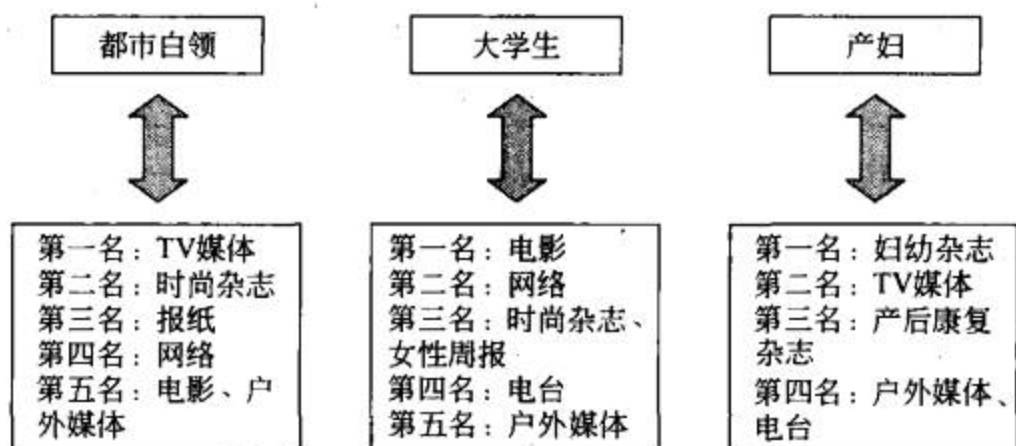 都市白领
大学生
产妇
第一名：TV媒体
第二名：时尚杂志
第三名：报纸
第四名：网络
第五名：电影、户
外媒体
第一名：电影
第二名：网络
第三名：时尚杂志、
女性周报
第四名：电台
第五名：户外媒体
第一名：妇幼杂志
第二名：TV媒体
第三名：产后康复
杂志
第四名：户外媒体、
电台